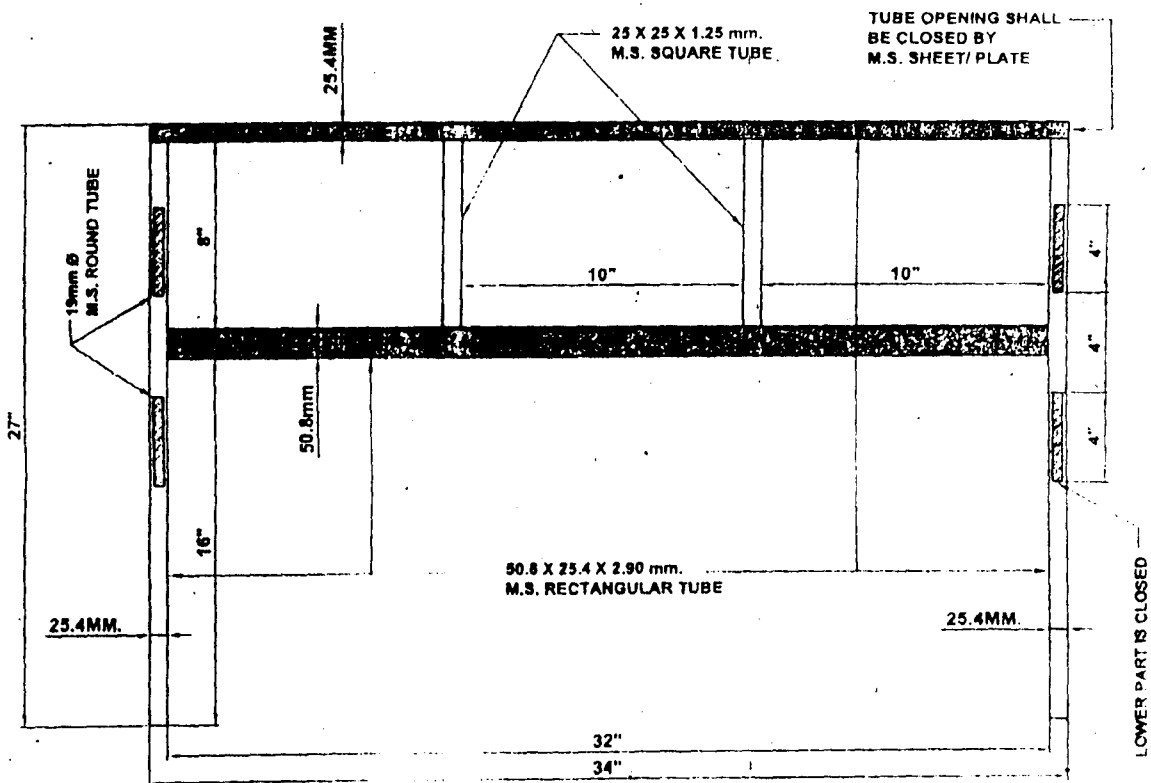 TUBE OPENING SHALL
BE CLOSED BY
M.S. SHEET/ PLATE
25 X 25 X 1.25 mm.
M.S. SQUARE TUBE
25.4MM
19mm Ø
M.S. ROUND TUBE
8"
10"
10"
4"
4"
4"
27"
50.8mm
16"
50.8 X 25.4 X 2.90 mm.
M.S. RECTANGULAR TUBE
25.4MM.
25.4MM.
LOWER PART IS CLOSED
32"
34"